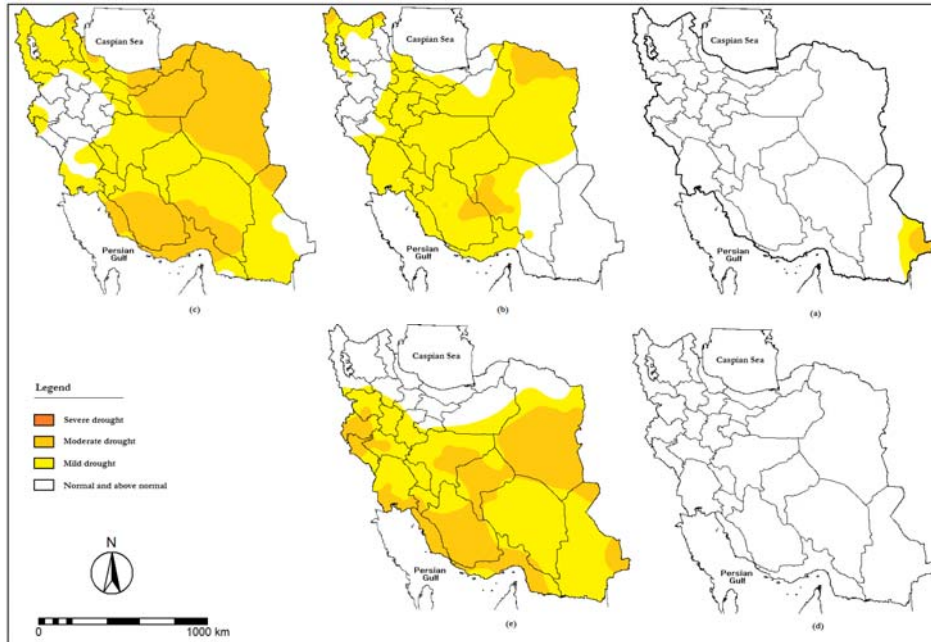 Caspian Sea
Persian
Gulf
(c)
Caspian Sea
Persian
Gulf
(b)
Caspian Sea
Persian
Gulf
(a)
Legend
Severe drought
Moderate drought
Mild drought
Normal and above normal
N
0 1000 km
Caspian Sea
Persian
Gulf
(e)
Caspian Sea
Persian
Gulf
(d)